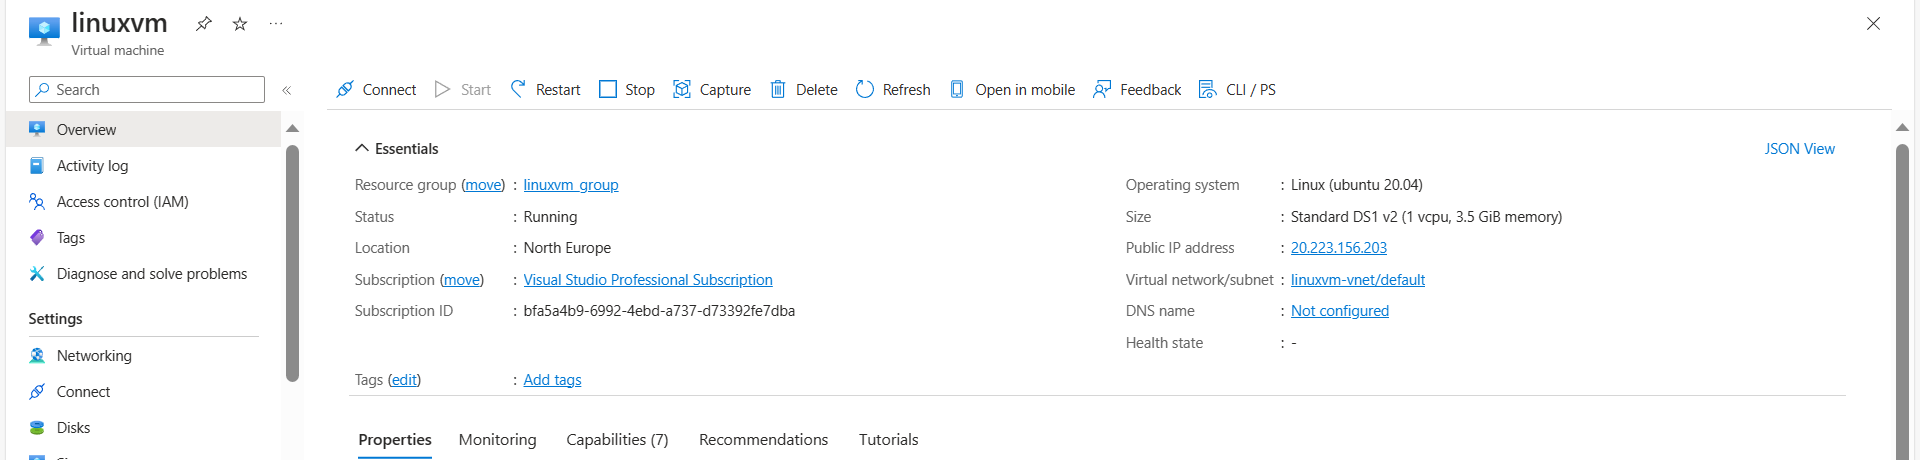 linuxvm
Virtual machine
Search
Overview
Activity log
Access control (IAM)
Tags
Diagnose and solve problems
Settings
Networking
Connect
Disks
Connect Start Restart Stop Capture Delete Refresh Open in mobile Feedback CLI / PS
Essentials
JSON View
Resource group (move) : linuxvm_group
Status : Running
Location : North Europe
Subscription (move) : Visual Studio Professional Subscription
Subscription ID : bfa5a4b9-6992-4ebd-a737-d73392fe7dba
Operating system : Linux (ubuntu 20.04)
Size : Standard DS1 v2 (1 vcpu, 3.5 GiB memory)
Public IP address : 20.223.156.203
Virtual network/subnet : linuxvm-vnet/default
DNS name : Not configured
Health state : -
Tags (edit) : Add tags
Properties Monitoring Capabilities (7) Recommendations Tutorials